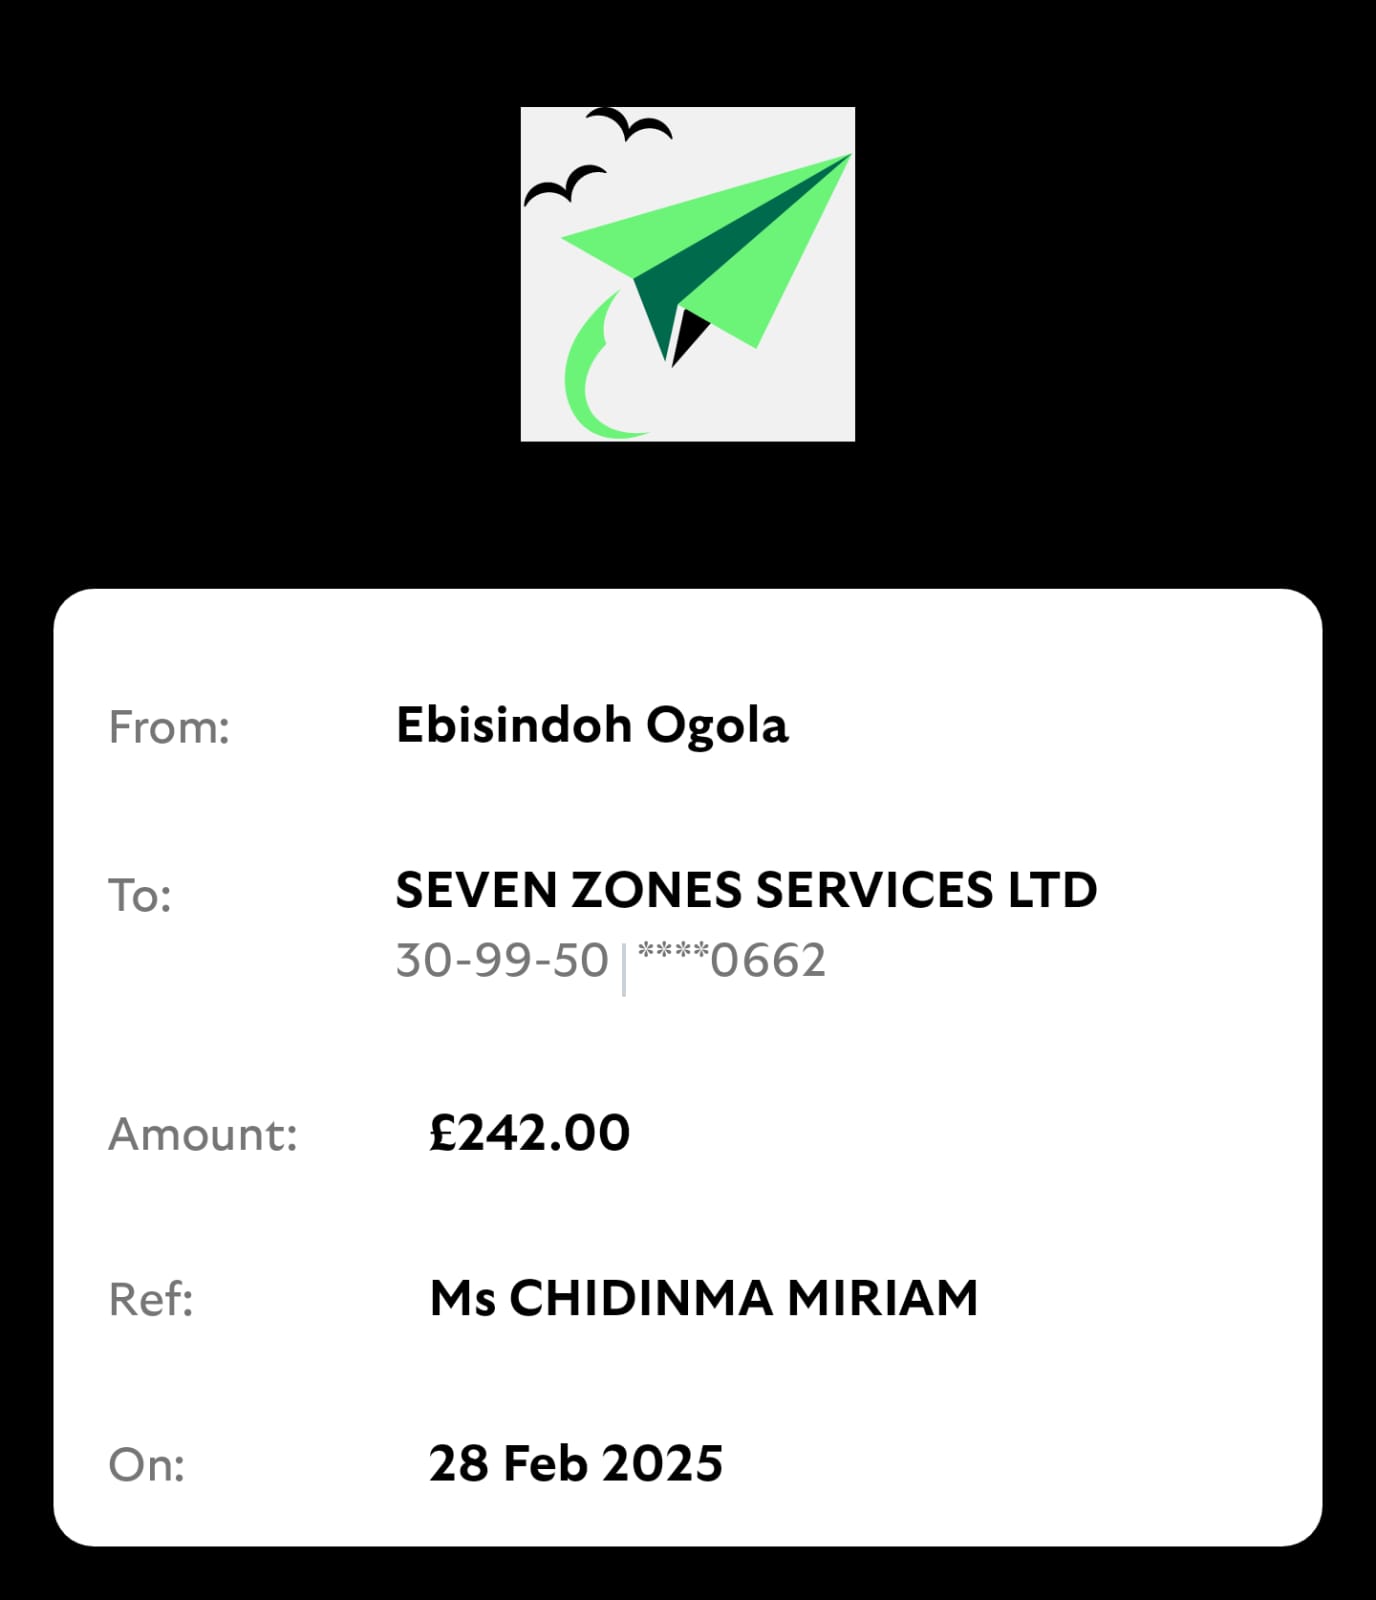 From: Ebisindoh Ogola
To: SEVEN ZONES SERVICES LTD
30-99-50 | ****0662
Amount: £242.00
Ref: Ms CHIDINMA MIRIAM
On: 28 Feb 2025